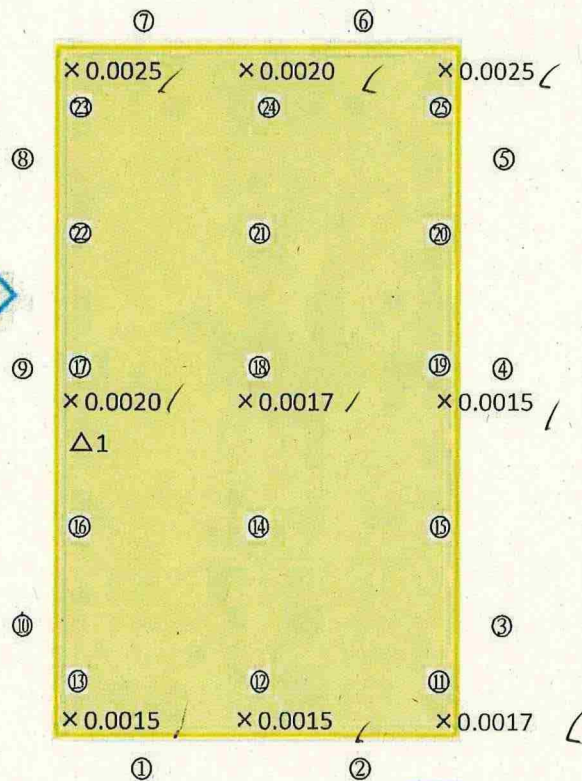 ⑦ ⑥
×0.0025 ×0.0020 ×0.0025
㉓ ㉔ ㉕
⑧ ⑤
㉒ ㉑ ⑳
⑨ ⑰ ⑱ ⑲ ④
×0.0020 ×0.0017 ×0.0015
△1
⑯ ⑭ ⑮
⑩ ③
⑬ ⑫ ⑪
×0.0015 ×0.0015 ×0.0017
① ②